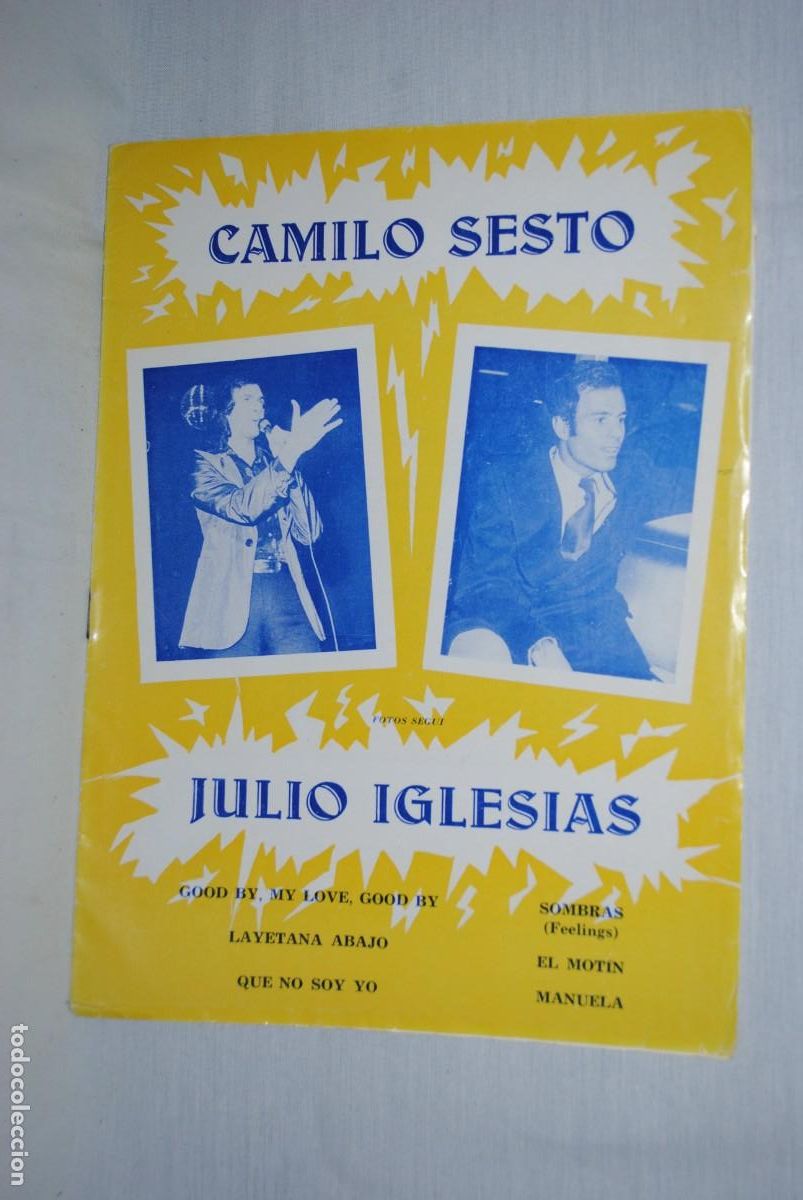 CAMILO SESTO
FOTOS SEGUI
JULIO IGLESIAS
GOOD BY, MY LOVE, GOOD BY
LAYETANA ABAJO
QUE NO SOY YO
SOMBRAS
(Feelings)
EL MOTÍN
MANUELA
todocoleccion